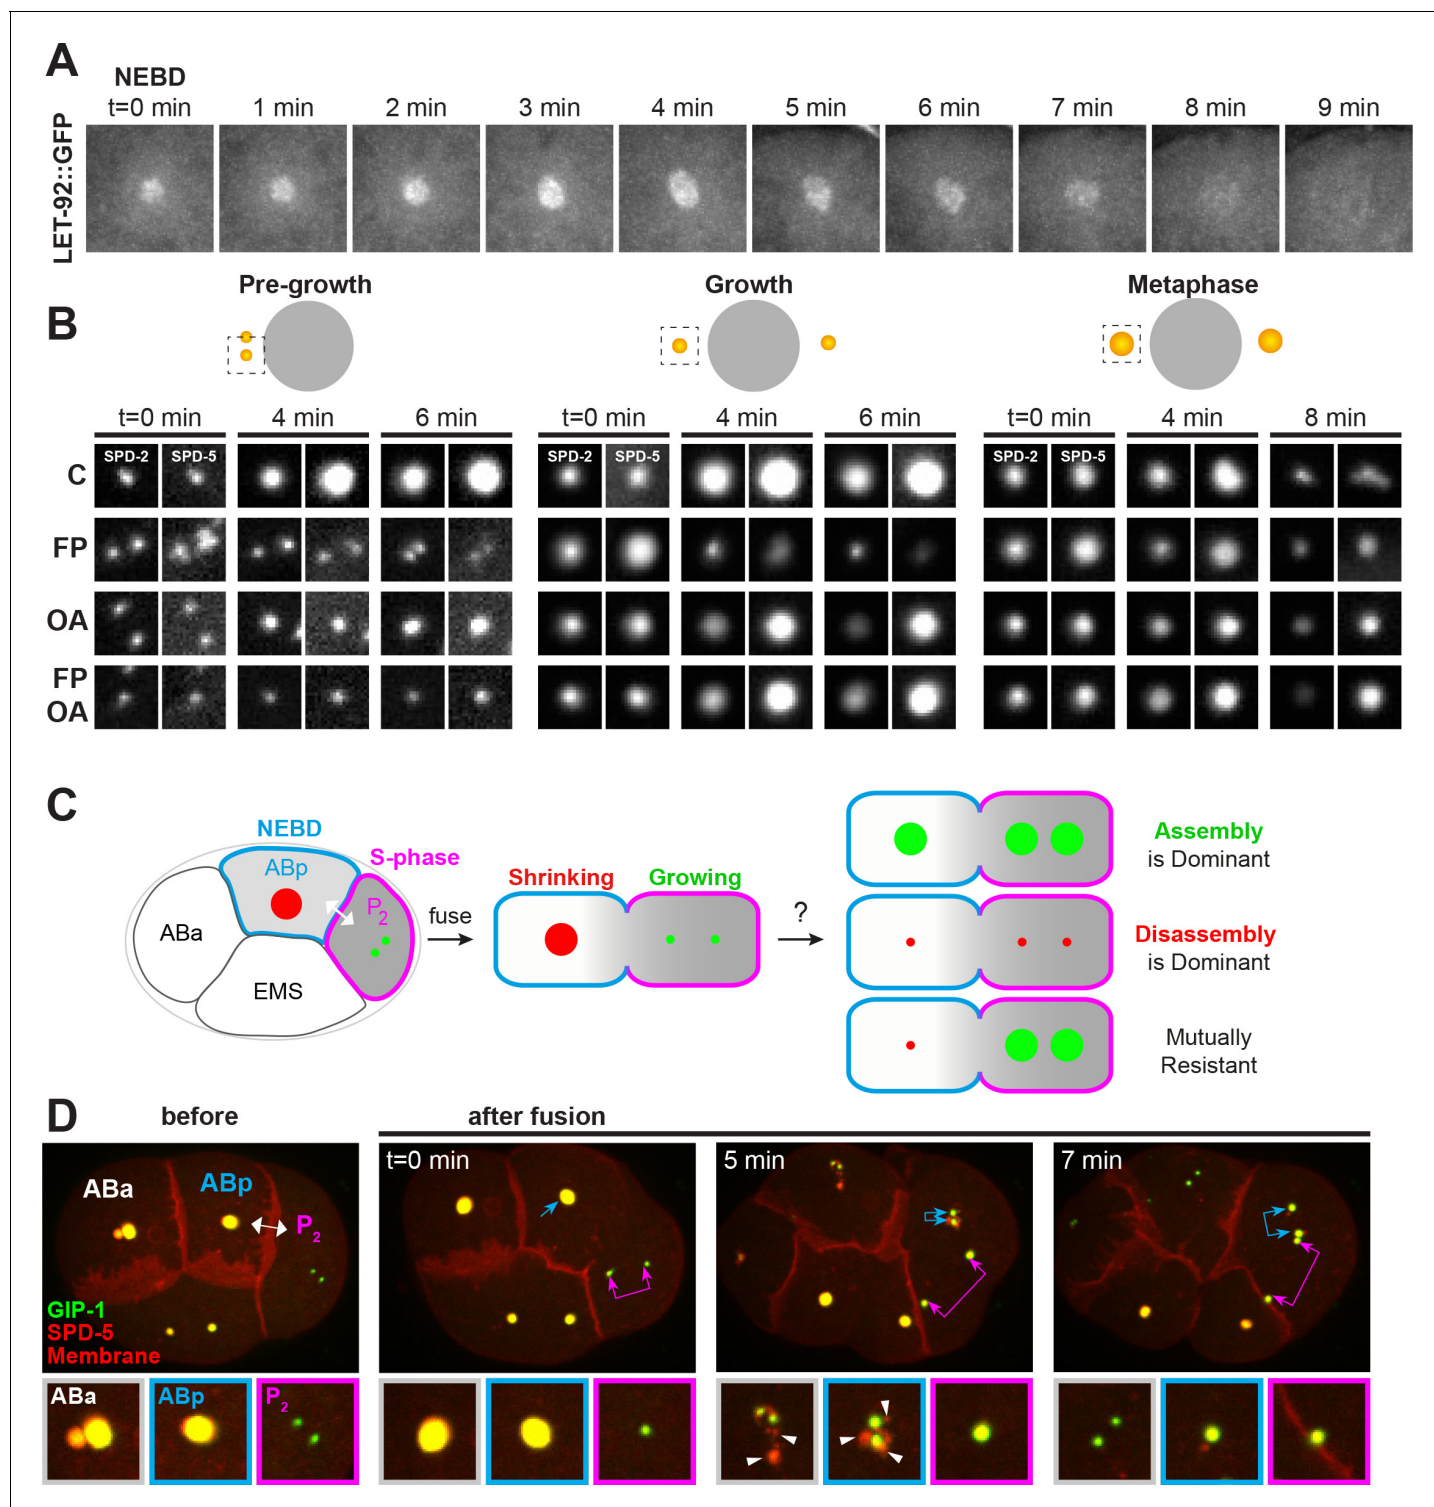 A
NEBD
t=0 min 1 min 2 min 3 min 4 min 5 min 6 min 7 min 8 min 9 min
LET-92::GFP
B
Pre-growth Growth Metaphase
t=0 min 4 min 6 min t=0 min 4 min 6 min t=0 min 4 min 8 min
C SPD-2 SPD-5 SPD-2 SPD-5 SPD-2 SPD-5
FP
OA
FP
OA
C
NEBD
S-phase
ABp
P2
ABa
EMS
fuse
Shrinking Growing
?
Assembly
is Dominant
Disassembly
is Dominant
Mutually
Resistant
D
before after fusion
t=0 min 5 min 7 min
ABa ABp P2
GIP-1
SPD-5
Membrane
ABa ABp P2